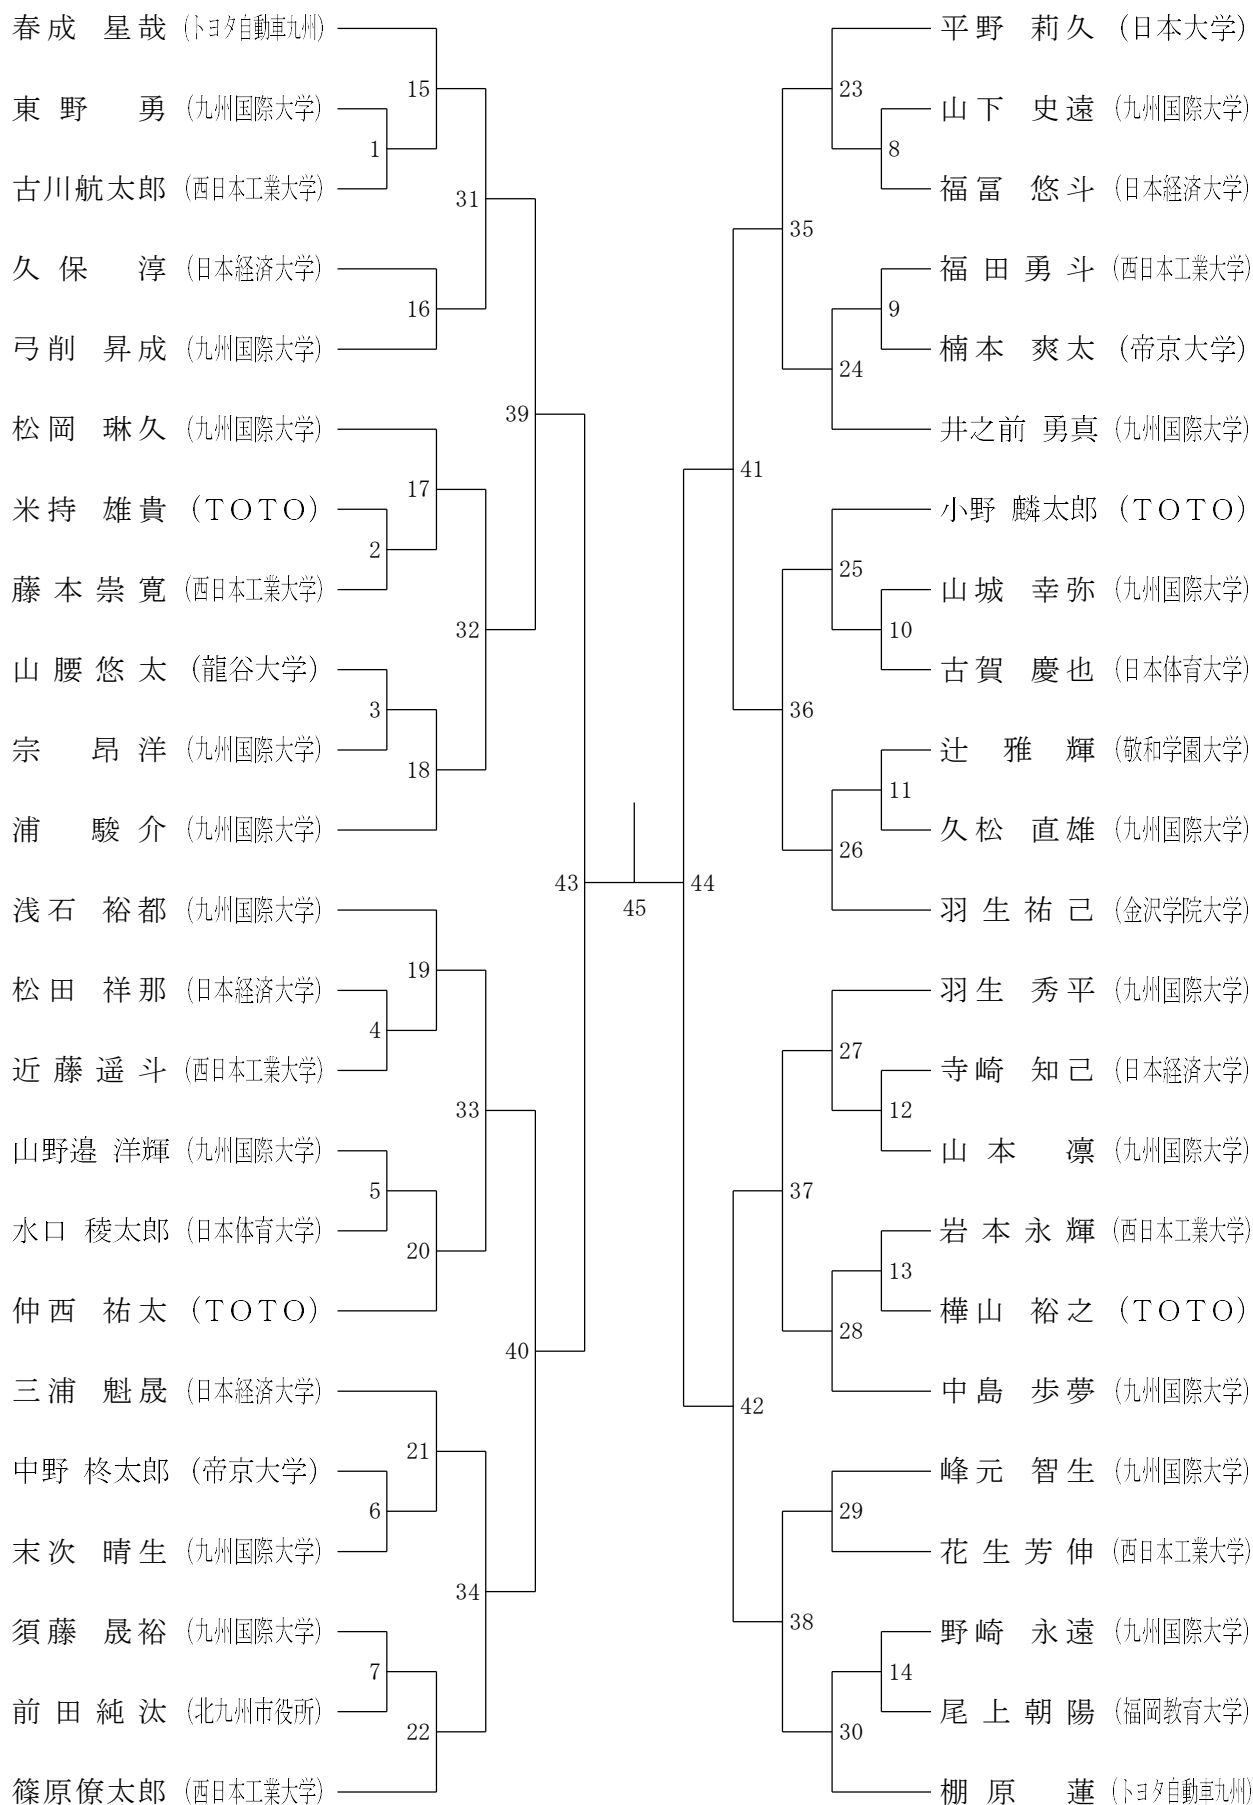 春成 星哉 (トヨタ自動車九州)
東野 勇 (九州国際大学)
古川航太郎 (西日本工業大学)
久保 淳 (日本経済大学)
弓削 昇成 (九州国際大学)
松岡 琳久 (九州国際大学)
米持 雄貴 (TOTO)
藤本崇寛 (西日本工業大学)
山腰悠太 (龍谷大学)
宗 昂洋 (九州国際大学)
浦 駿介 (九州国際大学)
浅石 裕都 (九州国際大学)
松田 祥那 (日本経済大学)
近藤遥斗 (西日本工業大学)
山野邉 洋輝 (九州国際大学)
水口 稜太郎 (日本体育大学)
仲西 祐太 (TOTO)
三浦 魁晟 (日本経済大学)
中野 柊太郎 (帝京大学)
末次 晴生 (九州国際大学)
須藤 晟裕 (九州国際大学)
前田純汰 (北九州市役所)
篠原僚太郎 (西日本工業大学)
1
2
3
4
5
6
7
15
16
17
18
19
20
21
22
31
32
33
34
39
40
43
45
44
41
42
35
36
37
38
23
24
25
26
27
28
29
30
8
9
10
11
12
13
14
平野 莉久 (日本大学)
山下 史遠 (九州国際大学)
福冨 悠斗 (日本経済大学)
福田勇斗 (西日本工業大学)
楠本 爽太 (帝京大学)
井之前 勇真 (九州国際大学)
小野 麟太郎 (TOTO)
山城 幸弥 (九州国際大学)
古賀 慶也 (日本体育大学)
辻 雅輝 (敬和学園大学)
久松 直雄 (九州国際大学)
羽生祐己 (金沢学院大学)
羽生 秀平 (九州国際大学)
寺崎 知己 (日本経済大学)
山本 凛 (九州国際大学)
岩本永輝 (西日本工業大学)
樺山 裕之 (TOTO)
中島 歩夢 (九州国際大学)
峰元 智生 (九州国際大学)
花生芳伸 (西日本工業大学)
野崎 永遠 (九州国際大学)
尾上朝陽 (福岡教育大学)
棚原 蓮 (トヨタ自動車九州)